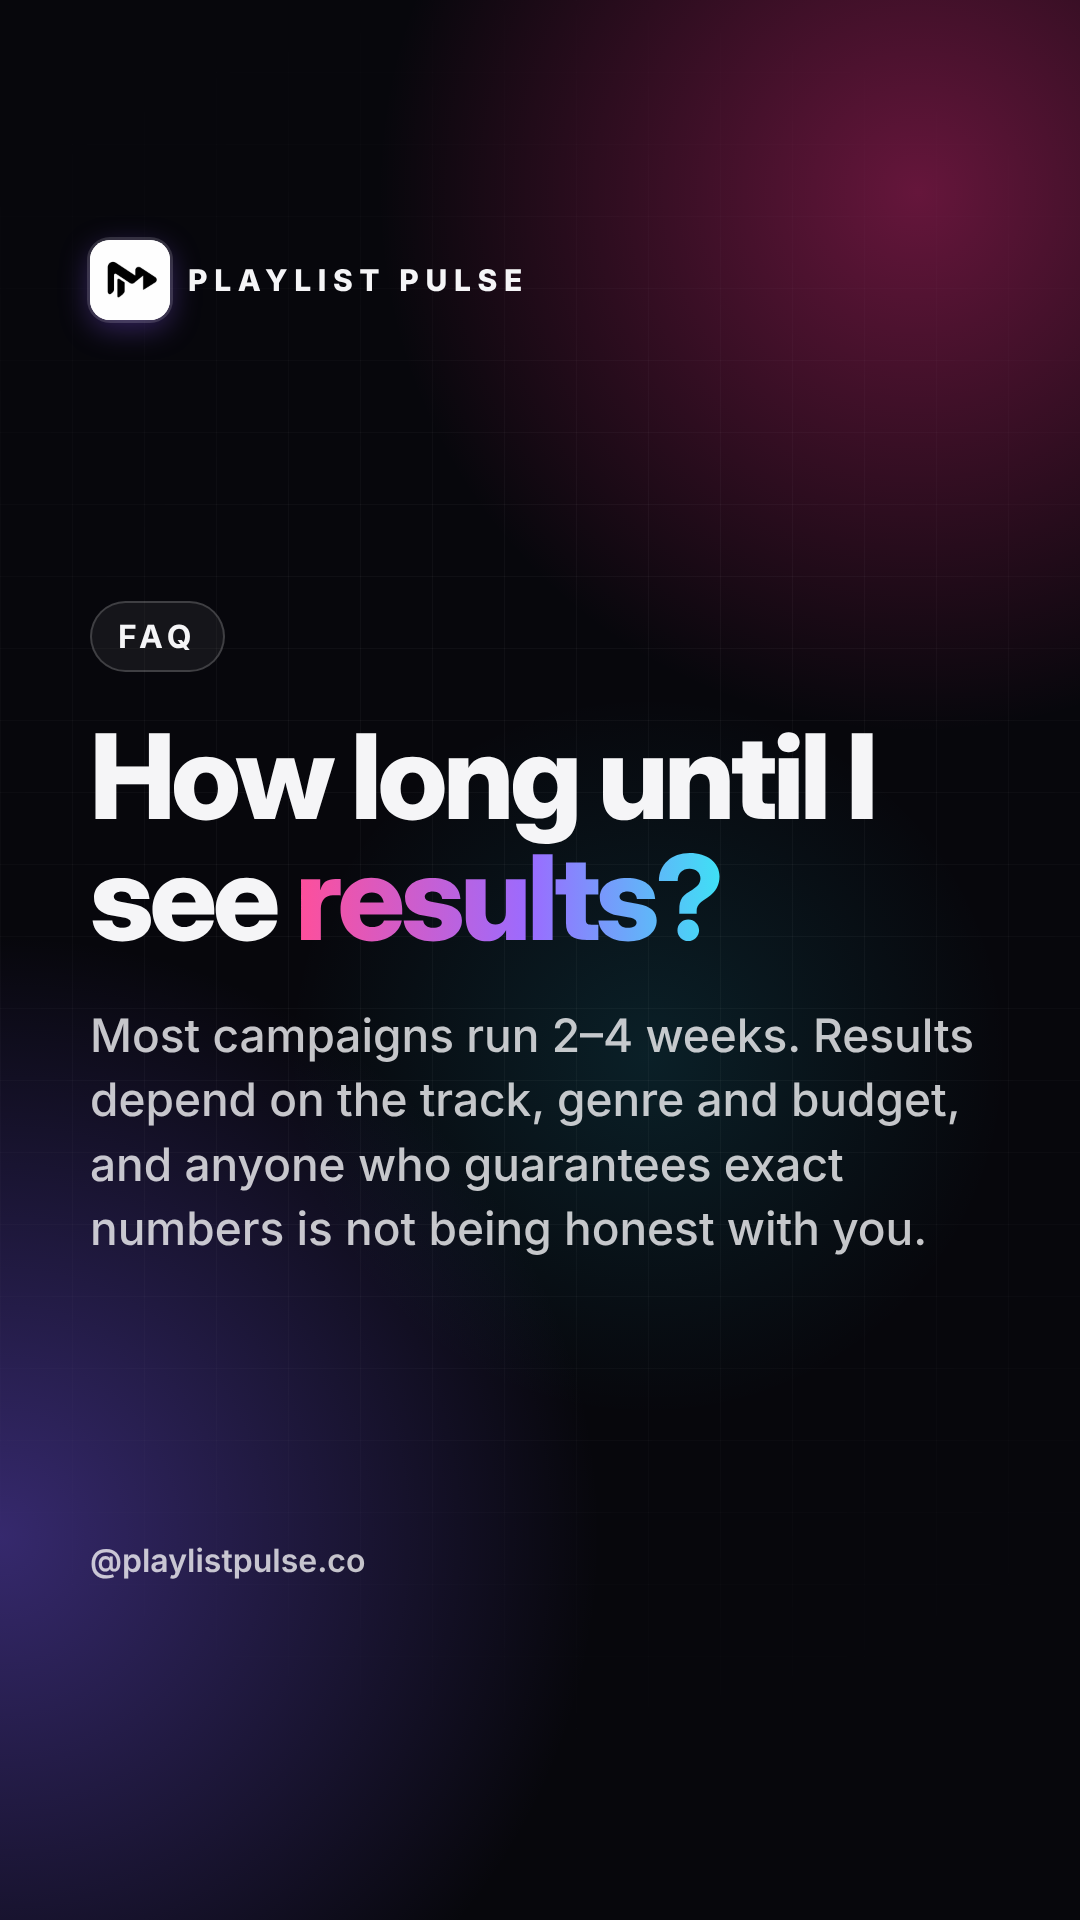 PLAYLIST PULSE
FAQ
How long until I
see results?
Most campaigns run 2–4 weeks. Results
depend on the track, genre and budget,
and anyone who guarantees exact
numbers is not being honest with you.
@playlistpulse.co